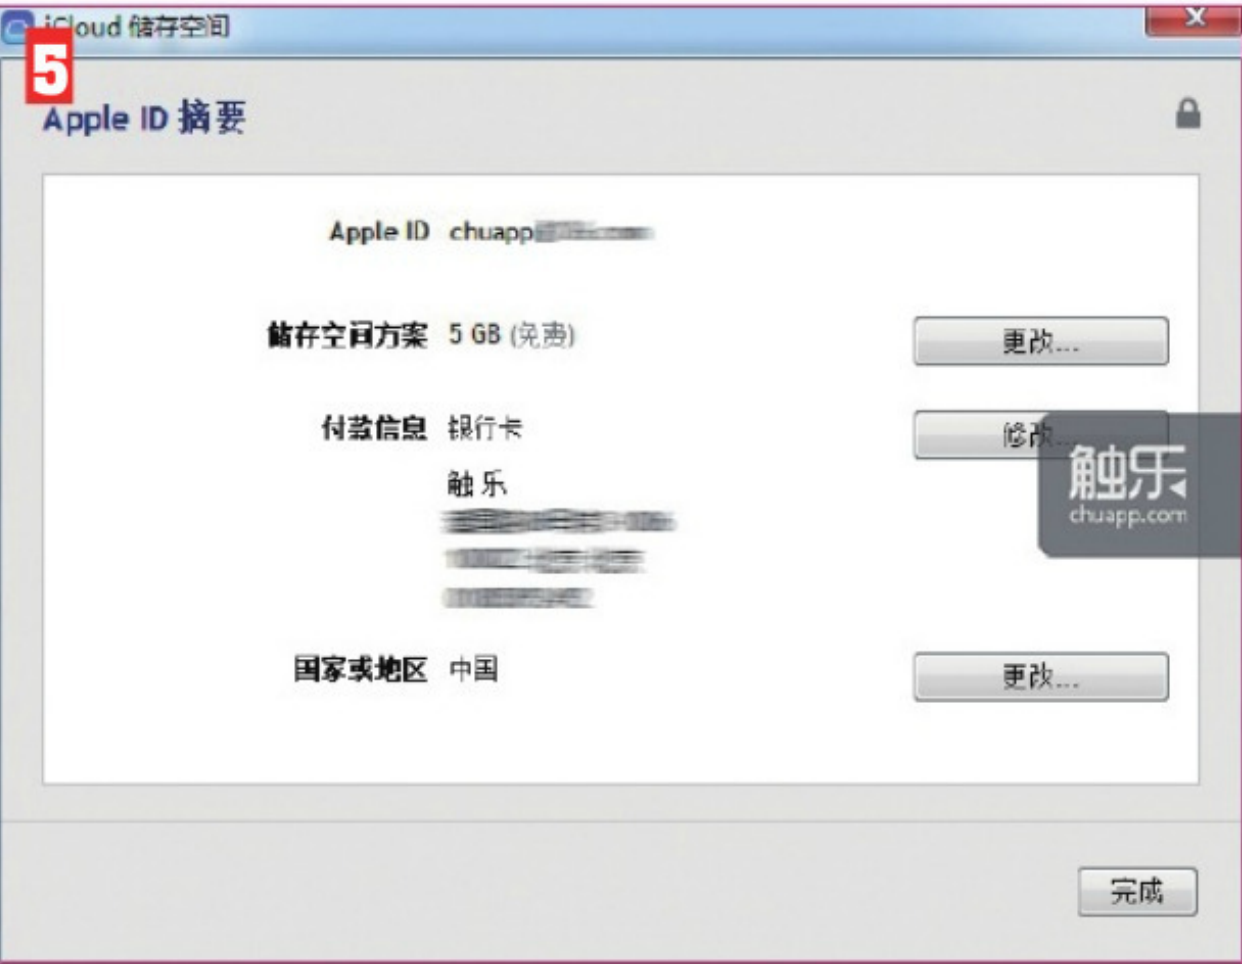 iCloud 储存空间
5
Apple ID 摘要
Apple ID chuapp
储存空间方案 5 GB (免费) 更改...
付款信息 银行卡 修改...
触 乐
触乐
chuapp.com
国家或地区 中国 更改...
完成